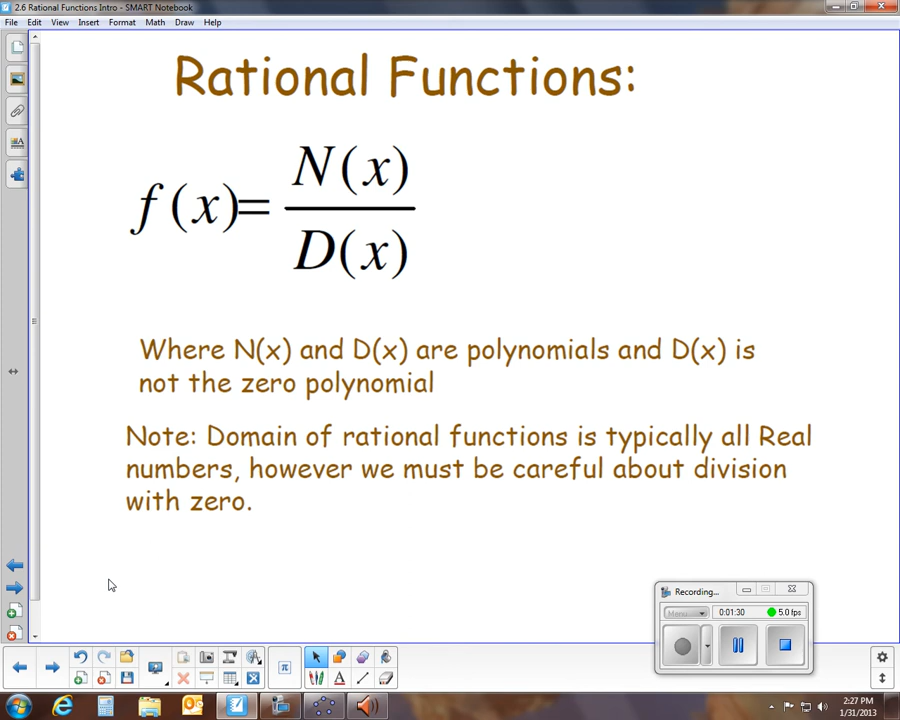 2.6 Rational Functions Intro - SMART Notebook
File Edit View Insert Format Math Draw Help
Rational Functions:
f(x)= N(x)
D(x)
Where N(x) and D(x) are polynomials and D(x) is
not the zero polynomial
Note: Domain of rational functions is typically all Real
numbers, however we must be careful about division
with zero.
Recording...
Menu 0:01:30 5.0 fps
2:27 PM
1/31/2013